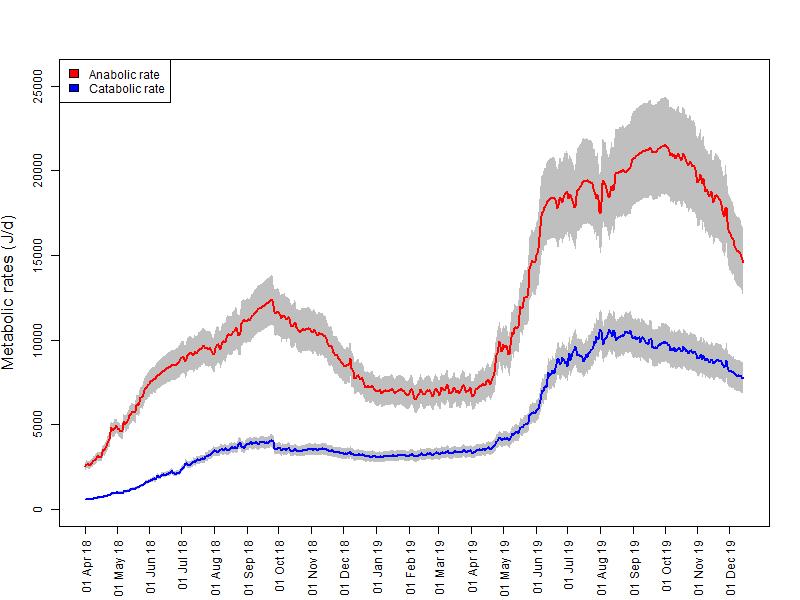 Anabolic rate
Catabolic rate
Metabolic rates (J/d)
25000
20000
15000
10000
5000
0
01 Apr 18
01 May 18
01 Jun 18
01 Jul 18
01 Aug 18
01 Sep 18
01 Oct 18
01 Nov 18
01 Dec 18
01 Jan 19
01 Feb 19
01 Mar 19
01 Apr 19
01 May 19
01 Jun 19
01 Jul 19
01 Aug 19
01 Sep 19
01 Oct 19
01 Nov 19
01 Dec 19